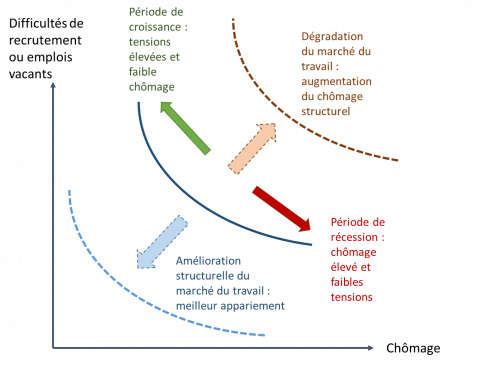 Difficultés de
recrutement
ou emplois
vacants
Période de
croissance :
tensions
élevées et
faible
chômage
Dégradation
du marché du
travail :
augmentation
du chômage
structurel
Période de
récession :
chômage
élevé et
faibles
tensions
Amélioration
structurelle du
marché du travail :
meilleur appariement
Chômage